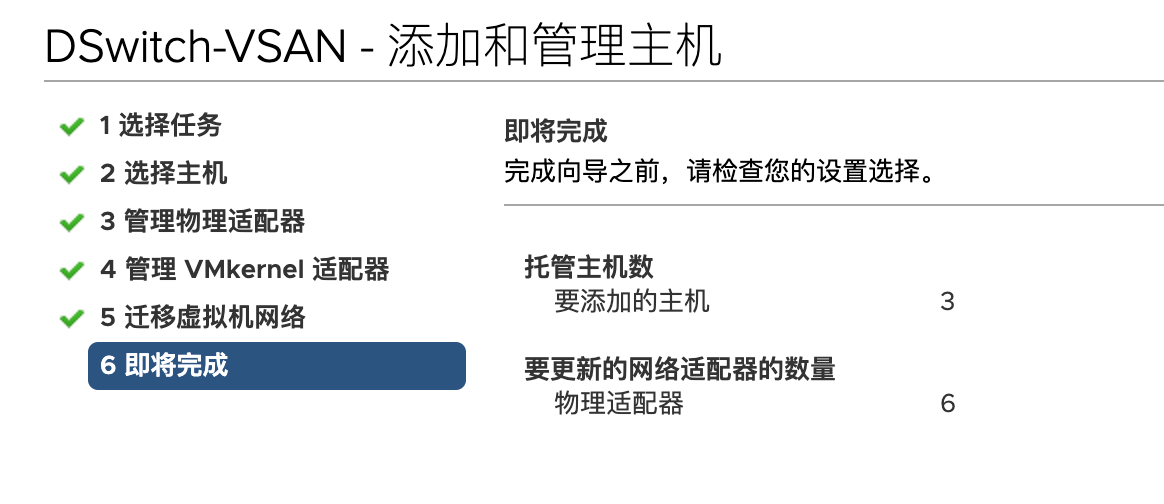 DSwitch-VSAN - 添加和管理主机
1 选择任务
2 选择主机
3 管理物理适配器
4 管理 VMkernel 适配器
5 迁移虚拟机网络
6 即将完成
即将完成
完成向导之前，请检查您的设置选择。
托管主机数
要添加的主机 3
要更新的网络适配器的数量
物理适配器 6